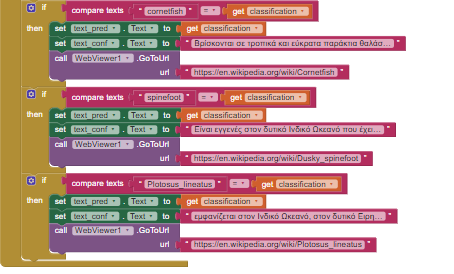 if compare texts " cornetfish " = get classification
then set text_pred . Text to get classification
set text_conf . Text to " Βρίσκονται σε τροπικά και εύκρατα παράκτια θαλάσ... "
call WebViewer1 .GoToUrl
url " https://en.wikipedia.org/wiki/Cornetfish "
if compare texts " spinefoot " = get classification
then set text_pred . Text to get classification
set text_conf . Text to " Είναι εγγενές στον δυτικό Ινδικό Ωκεανό που έχει... "
call WebViewer1 .GoToUrl
url " https://en.wikipedia.org/wiki/Dusky_spinefoot "
if compare texts " Plotosus_lineatus " = get classification
then set text_pred . Text to get classification
set text_conf . Text to " εμφανίζεται στον Ινδικό Ωκεανό, στον δυτικό Ειρη... "
call WebViewer1 .GoToUrl
url " https://en.wikipedia.org/wiki/Plotosus_lineatus "